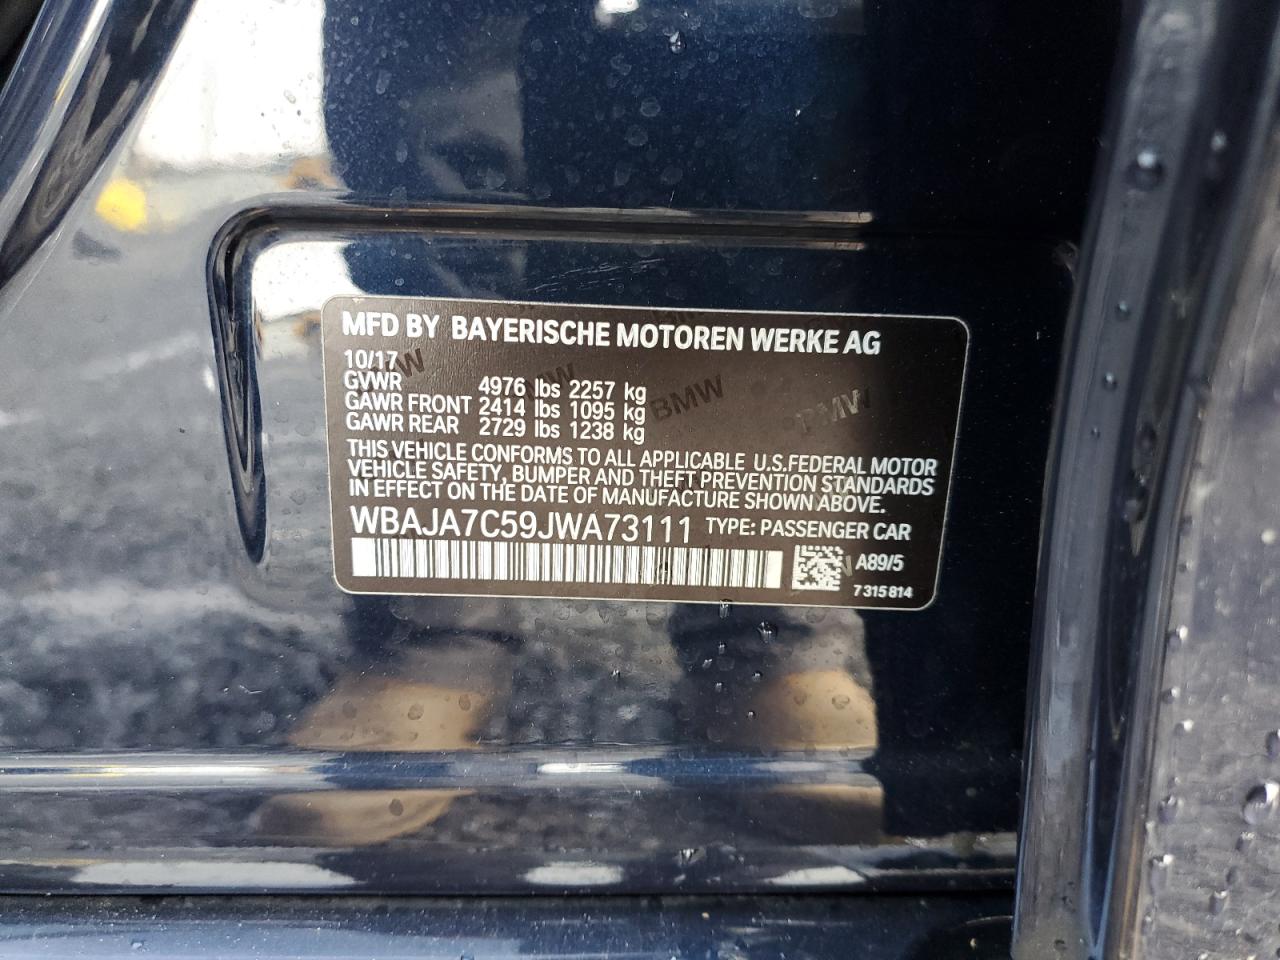 MFD BY BAYERISCHE MOTOREN WERKE AG
10/17
GVWR 4976 lbs 2257 kg
GAWR FRONT 2414 lbs 1095 kg
GAWR REAR 2729 lbs 1238 kg
THIS VEHICLE CONFORMS TO ALL APPLICABLE U.S.FEDERAL MOTOR
VEHICLE SAFETY, BUMPER AND THEFT PREVENTION STANDARDS
IN EFFECT ON THE DATE OF MANUFACTURE SHOWN ABOVE.
WBAJA7C59JWA73111 TYPE: PASSENGER CAR
A89/5
7 315 814
BMW
BMW